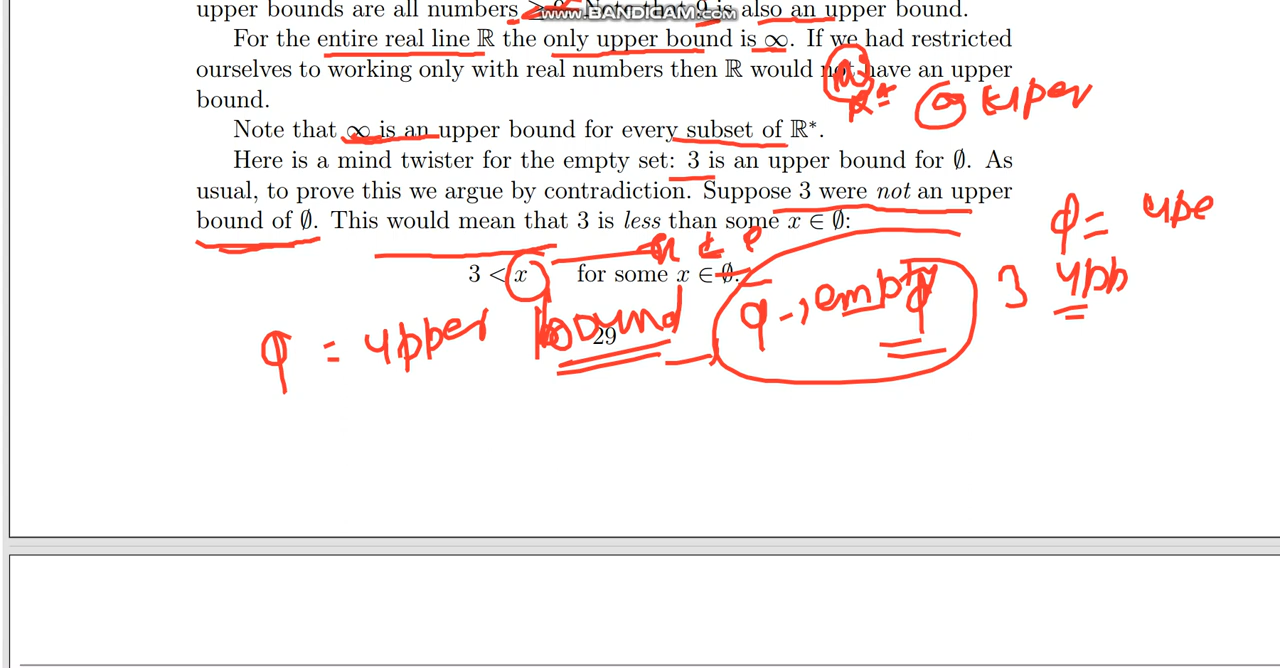 upper bounds are all numbers ≥ 9. Note that 9 is also an upper bound.
www.BANDICAM.com
For the entire real line ℝ the only upper bound is ∞. If we had restricted
ourselves to working only with real numbers then ℝ would not have an upper
bound.
∞ upper
Note that ∞ is an upper bound for every subset of ℝ*.
Here is a mind twister for the empty set: 3 is an upper bound for ∅. As
usual, to prove this we argue by contradiction. Suppose 3 were not an upper
bound of ∅. This would mean that 3 is less than some x ∈ ∅:
φ = upe
3 < x for some x ∈ ∅.
φ → empty 3 upb
φ = upper bound
29